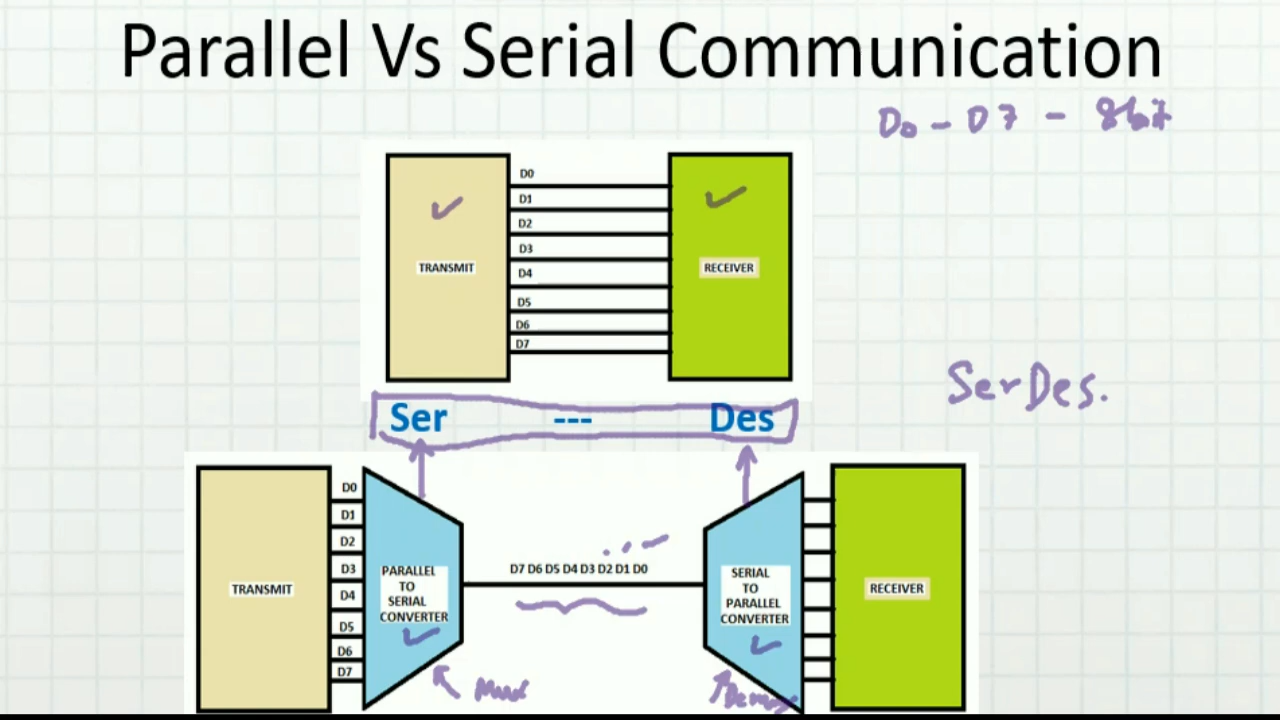 Parallel Vs Serial Communication
D0 - D7 - 8bit
D0
D1
D2
D3
D4
D5
D6
D7
TRANSMIT
RECEIVER
SerDes.
Ser --- Des
D0
D1
D2
D3
D4
D5
D6
D7
TRANSMIT
PARALLEL
TO
SERIAL
CONVERTER
D7 D6 D5 D4 D3 D2 D1 D0
SERIAL
TO
PARALLEL
CONVERTER
RECEIVER
Mux
Demux